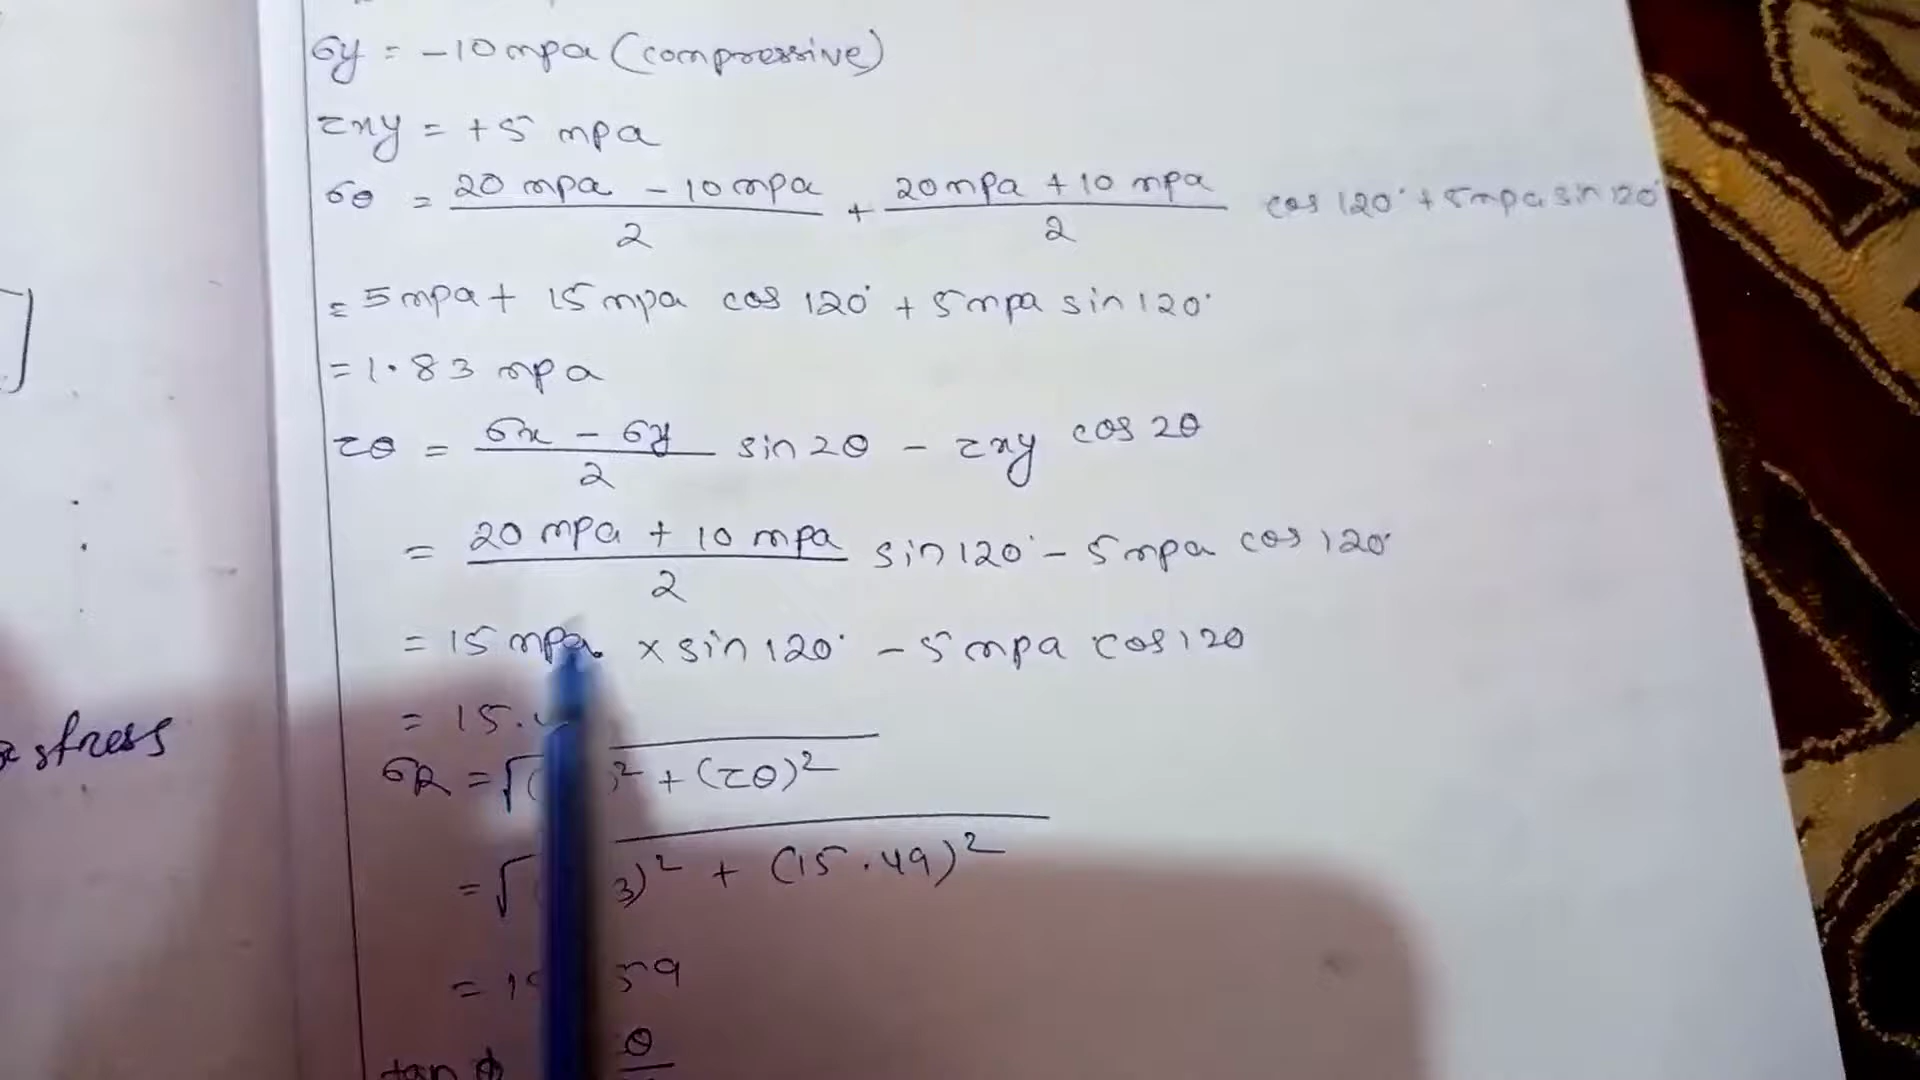 σy = -10 mpa (compressive)
τxy = +5 mpa
σθ = (20 mpa - 10 mpa)/2 + (20 mpa + 10 mpa)/2 cos 120° + 5 mpa sin 120°
= 5 mpa + 15 mpa cos 120° + 5 mpa sin 120°
= 1.83 mpa
τθ = (σx - σy)/2 sin 2θ - τxy cos 2θ
= (20 mpa + 10 mpa)/2 sin 120° - 5 mpa cos 120°
= 15 mpa × sin 120° - 5 mpa cos 120
stress
= 15.
σR = √( )² + (τθ)²
= √( 3)² + (15.49)²
= 1 59
tan φ θ